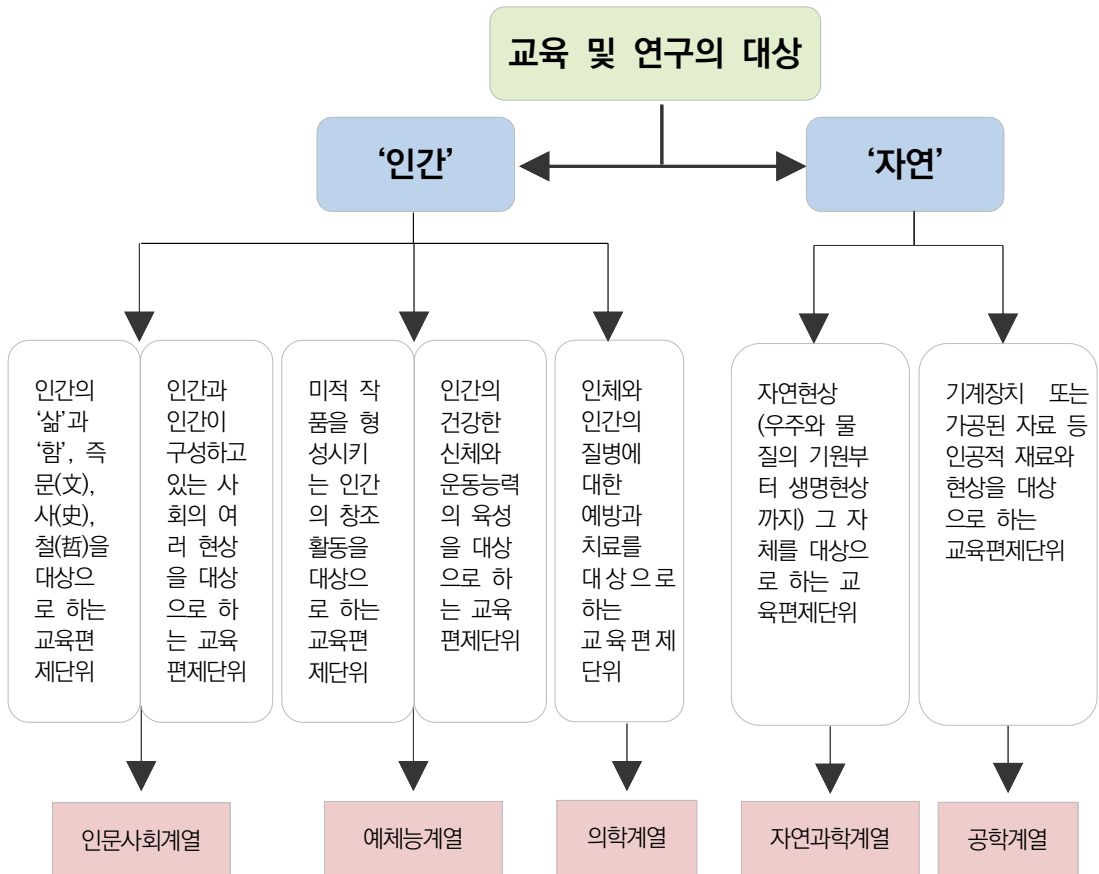 교육 및 연구의 대상
‘인간’
‘자연’
인간의
‘삶’과
‘함’, 즉
문(文),
사(史),
철(哲)을
대상으
로 하는
교육편
제단위
인간과
인간이
구성하고
있는 사
회의 여
러 현상
을 대상
으로 하
는 교육
편제단위
미적 작
품을 형
성시키
는 인간
의 창조
활동을
대상으
로 하는
교육편
제단위
인간의
건강한
신체와
운동능력
의 육성
을 대상
으로 하
는 교육
편제단위
인체와
인간의
질병에
대한
예방과
치료를
대상으로
하는
교육편제
단위
자연현상
(우주와 물
질의 기원부
터 생명현상
까지) 그 자
체를 대상으
로 하는 교
육편제단위
기계장치 또는
가공된 자료 등
인공적 재료와
현상을 대상
으로 하는
교육편제단위
인문사회계열
예체능계열
의학계열
자연과학계열
공학계열